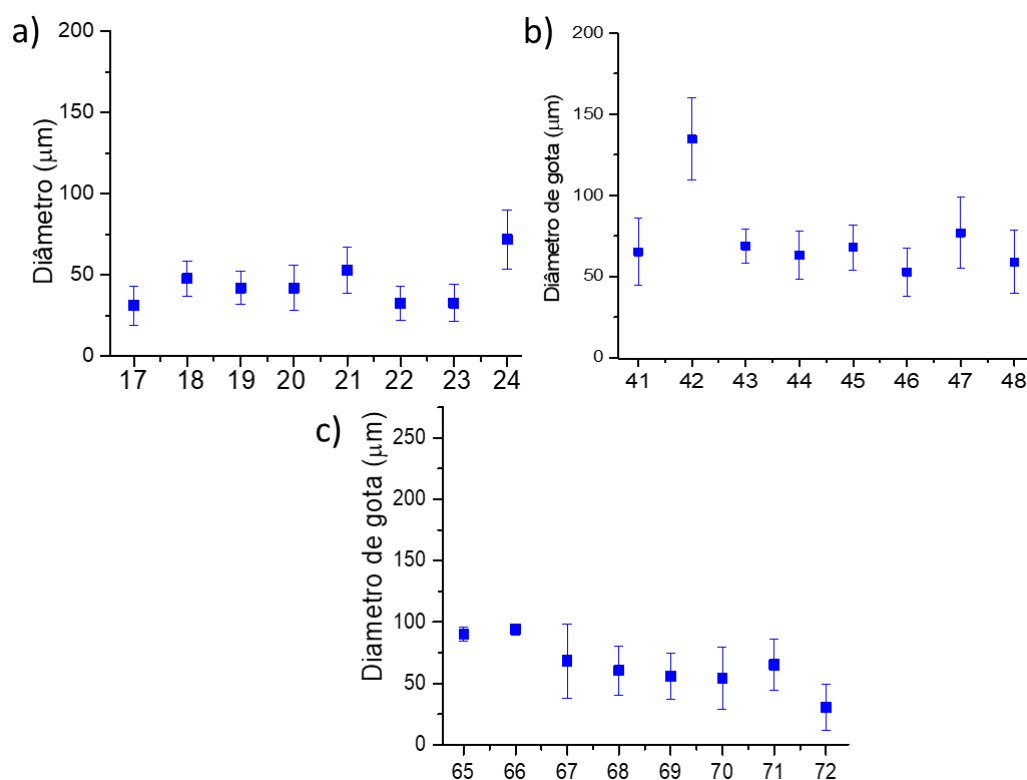 a)
Diâmetro (μm)
200
150
100
50
0
17 18 19 20 21 22 23 24
b)
Diâmetro de gota (μm)
200
150
100
50
0
41 42 43 44 45 46 47 48
c)
Diametro de gota (μm)
250
200
150
100
50
0
65 66 67 68 69 70 71 72